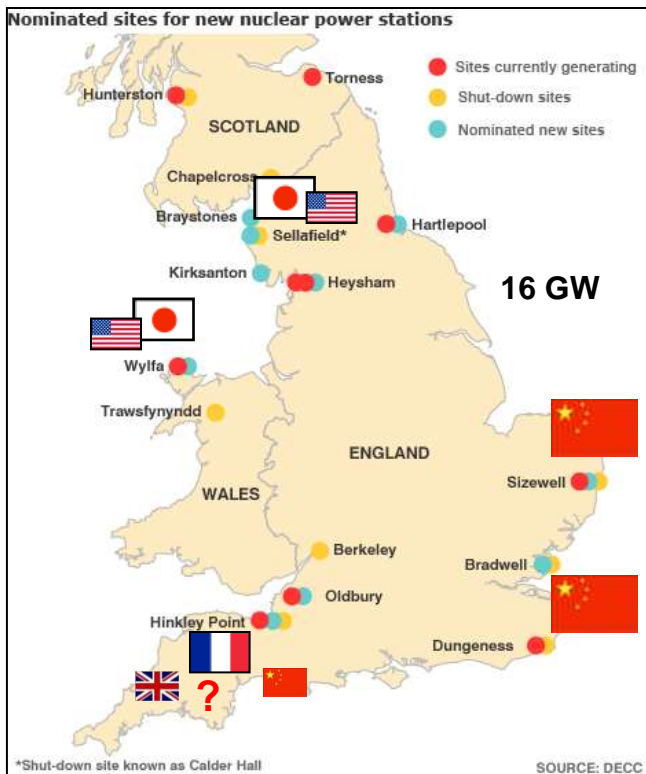 Nominated sites for new nuclear power stations
Sites currently generating
Torness
Hunterston
Shut-down sites
SCOTLAND
Nominated new sites
Chapelcross
Braystones
Hartlepool
Sellafield*
Kirksanton
Heysham
16 GW
Wylfa
Trawsfynyndd
ENGLAND
Sizewell
WALES
Berkeley
Bradwell
Oldbury
Hinkley Point
Dungeness
?
*Shut-down site known as Calder Hall
SOURCE: DECC